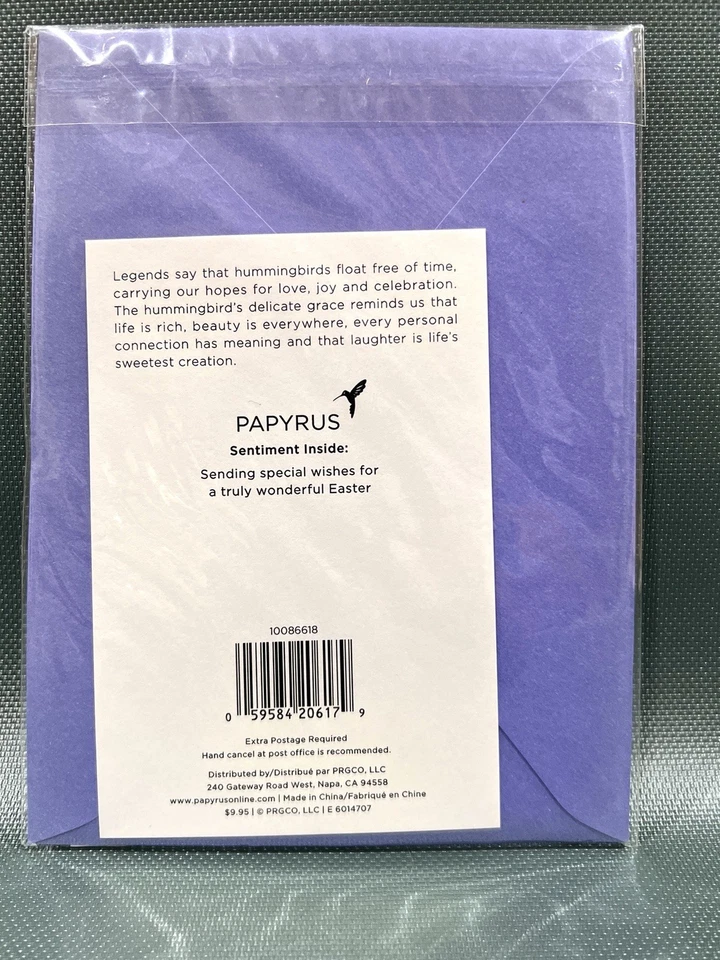 Legends say that hummingbirds float free of time,
carrying our hopes for love, joy and celebration.
The hummingbird's delicate grace reminds us that
life is rich, beauty is everywhere, every personal
connection has meaning and that laughter is life's
sweetest creation.
PAPYRUS
Sentiment Inside:
Sending special wishes for
a truly wonderful Easter
10086618
0 59584 20617 9
Extra Postage Required
Hand cancel at post office is recommended.
Distributed by/Distribué par PRGCO, LLC
240 Gateway Road West, Napa, CA 94558
www.papyrusonline.com | Made in China/Fabriqué en Chine
$9.95 | © PRGCO, LLC | E 6014707